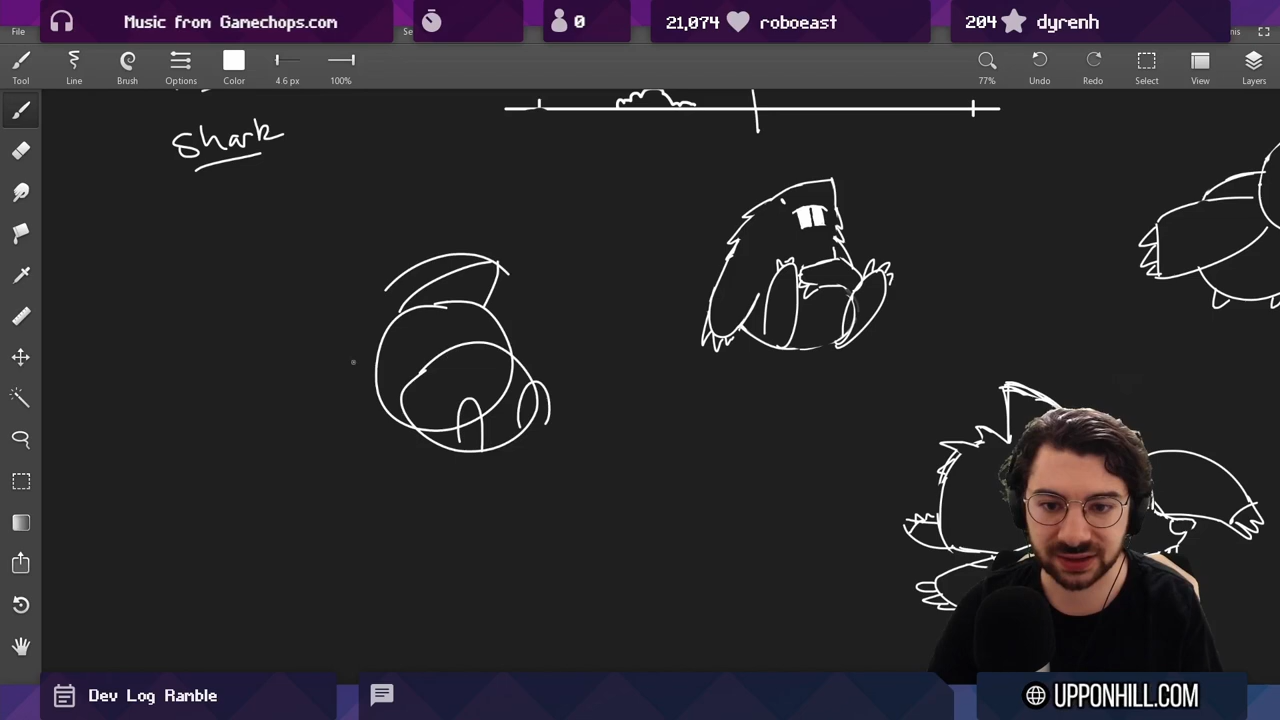 Music from Gamechops.com
0
21,074 roboeast
204 dyrenh
File
Tool
Line
Brush
Options
Color
4.6 px
100%
77%
Undo
Redo
Select
View
Layers
Shark
Dev Log Ramble
UPPONHILL.COM